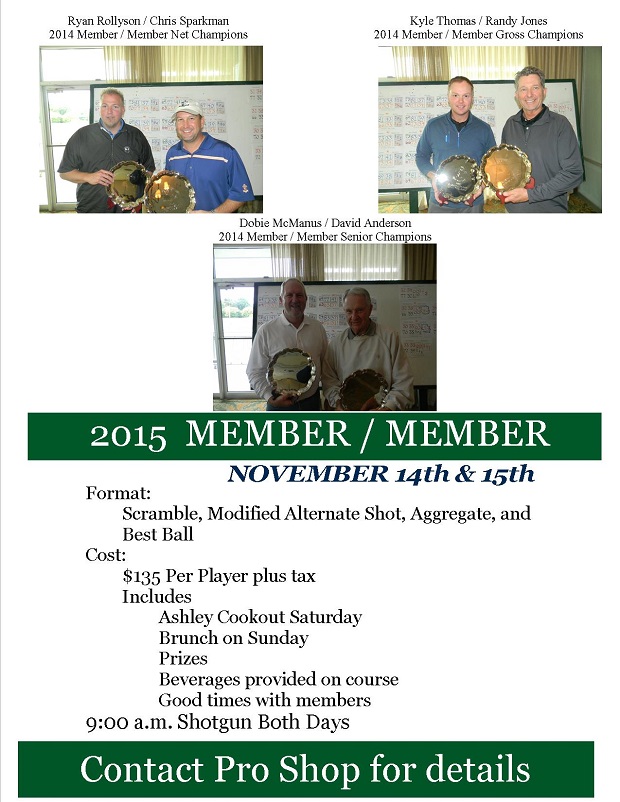 Ryan Rollyson / Chris Sparkman
2014 Member / Member Net Champions
Kyle Thomas / Randy Jones
2014 Member / Member Gross Champions
Dobie McManus / David Anderson
2014 Member / Member Senior Champions
2015 MEMBER / MEMBER
NOVEMBER 14th & 15th
Format:
Scramble, Modified Alternate Shot, Aggregate, and
Best Ball
Cost:
$135 Per Player plus tax
Includes
Ashley Cookout Saturday
Brunch on Sunday
Prizes
Beverages provided on course
Good times with members
9:00 a.m. Shotgun Both Days
Contact Pro Shop for details